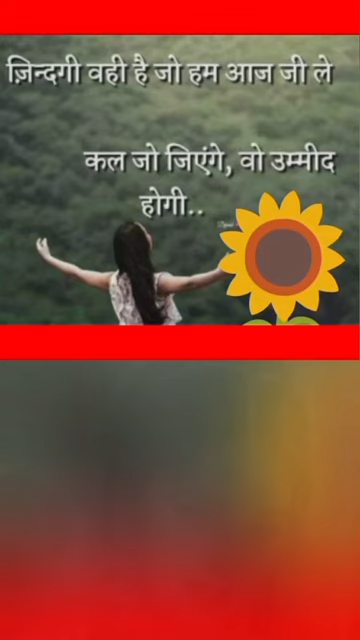 ज़िन्दगी वही है जो हम आज जी ले
कल जो जिएंगे, वो उम्मीद
होगी..